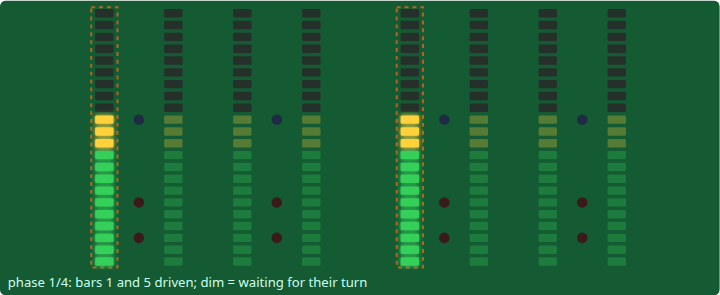 phase 1/4: bars 1 and 5 driven; dim = waiting for their turn